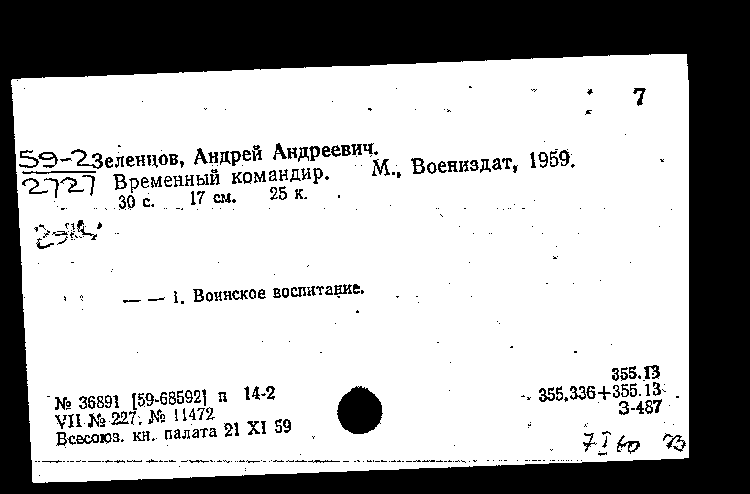 7
59-2 Зеленцов, Андрей Андреевич.
2727 Временный командир. М., Воениздат, 1959.
30 с. 17 см. 25 к.
— — 1. Воинское воспитание.
355.13
№ 36891 [59-68592] п 14-2 355.336+355.13
VII № 227. № 11472 З-487
Всесоюз. кн. палата 21 XI 59
7 I 60